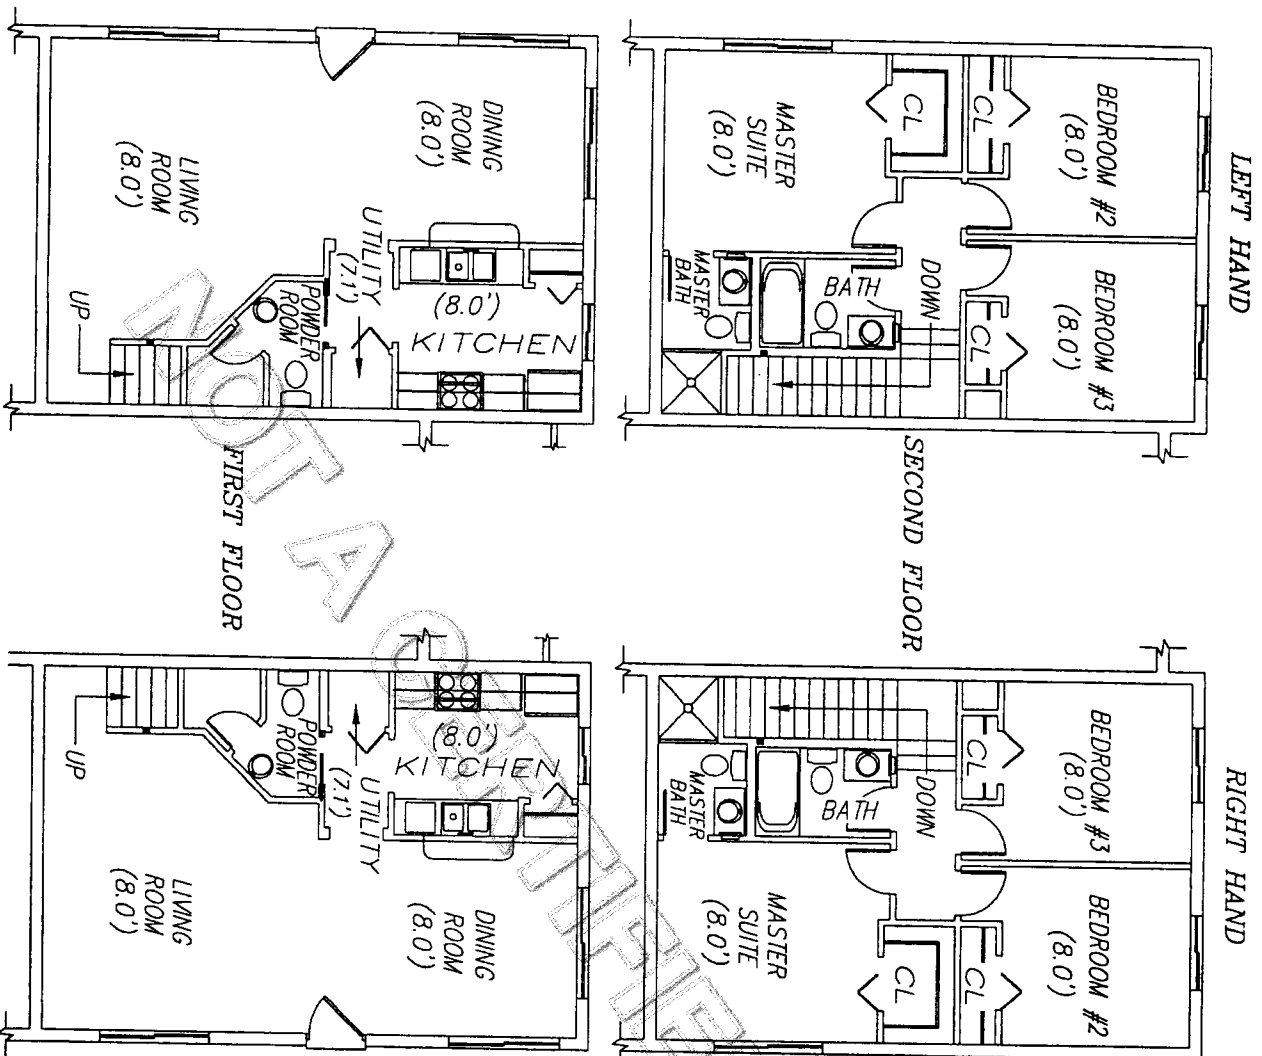 LEFT HAND
BEDROOM #2
(8.0')
BEDROOM #3
(8.0')
CL
CL
CL
MASTER
SUITE
(8.0')
DOWN
BATH
MASTER
BATH
SECOND FLOOR
DINING
ROOM
(8.0')
LIVING
ROOM
(8.0')
UTILITY
(7.1')
(8.0')
KITCHEN
POWDER
ROOM
UP
FIRST FLOOR
RIGHT HAND
BEDROOM #3
(8.0')
BEDROOM #2
(8.0')
CL
CL
CL
DOWN
BATH
MASTER
BATH
MASTER
SUITE
(8.0')
(8.0')
KITCHEN
UTILITY
(7.1')
POWDER
ROOM
UP
DINING
ROOM
(8.0')
LIVING
ROOM
(8.0')
NOT A CERTIFIE